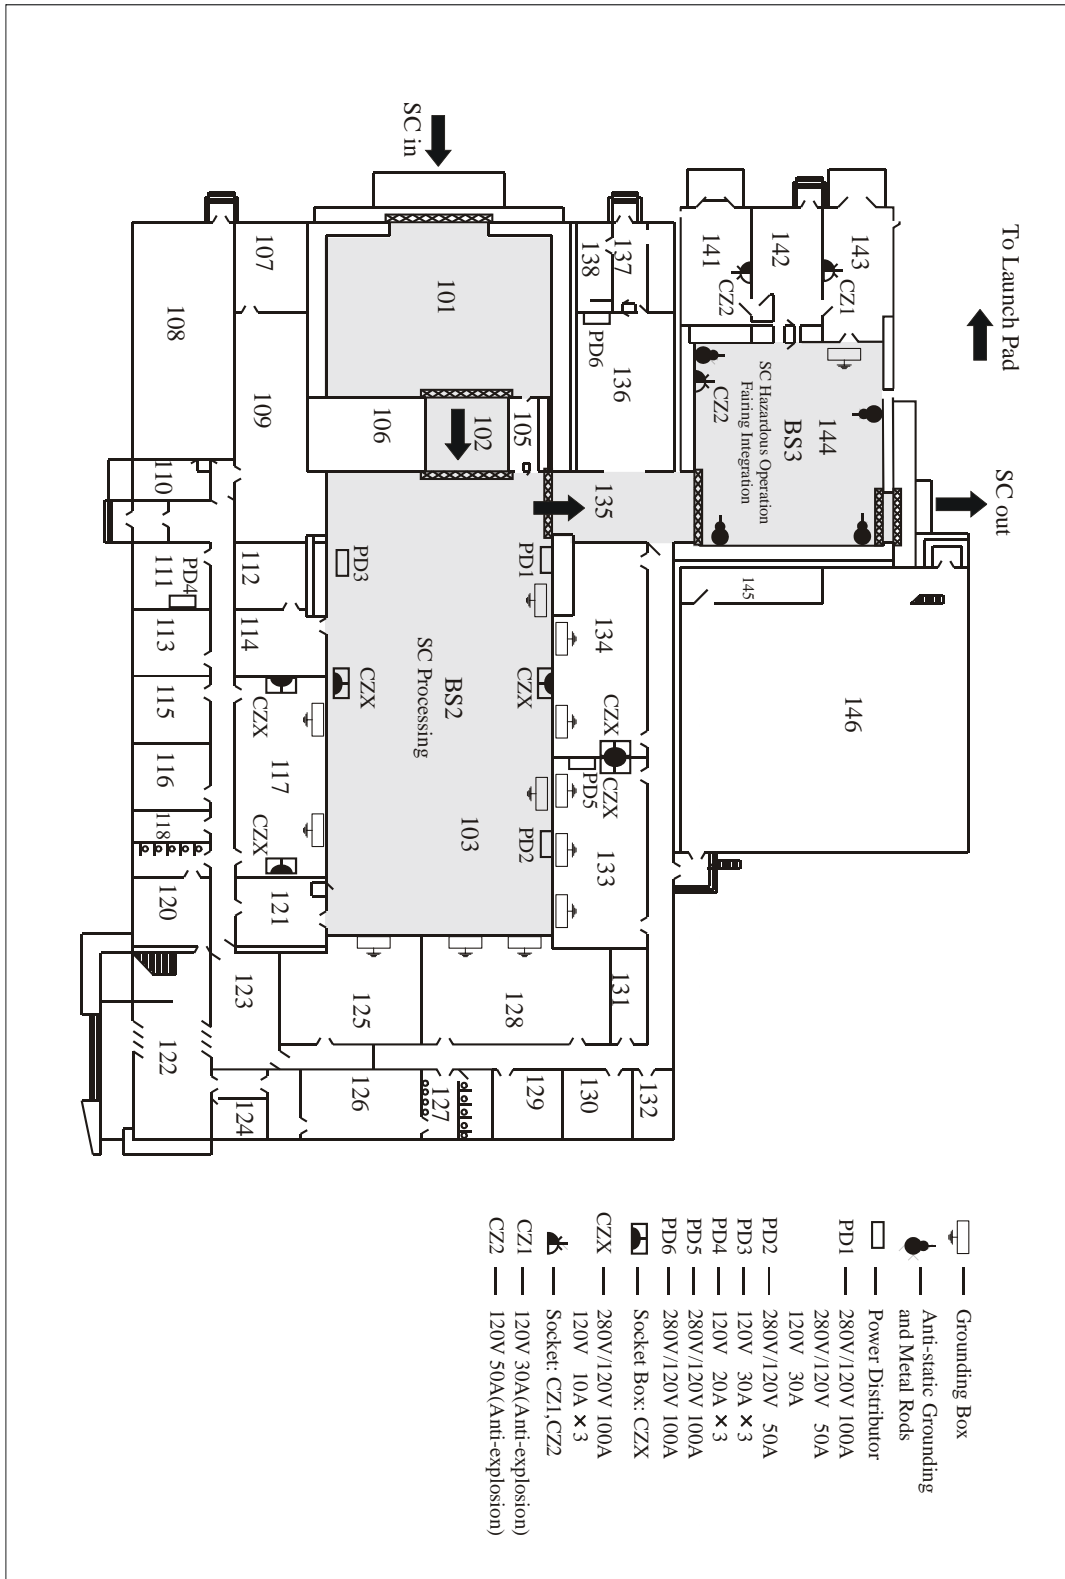 SC in
To Launch Pad
SC out
101
102
103
105
106
107
108
109
110
111
PD4
112
113
114
115
116
117
CZX
CZX
118
120
121
122
123
124
125
126
127
128
129
130
131
132
133
134
CZX
CZX
PD5
135
136
PD6
137
138
141
CZ2
142
143
CZ1
144
BS3
SC Hazardous Operation
Fairing Integration
CZ2
145
146
PD1
PD3
CZX
CZX
BS2
SC Processing
PD2
Grounding Box
Anti-static Grounding
and Metal Rods
Power Distributor
PD1 — 280V/120V 100A
280V/120V 50A
120V 30A
PD2 — 280V/120V 50A
PD3 — 120V 30A ×3
PD4 — 120V 20A ×3
PD5 — 280V/120V 100A
PD6 — 280V/120V 100A
Socket Box: CZX
CZX — 280V/120V 100A
120V 10A ×3
Socket: CZ1,CZ2
CZ1 — 120V 30A(Anti-explosion)
CZ2 — 120V 50A(Anti-explosion)